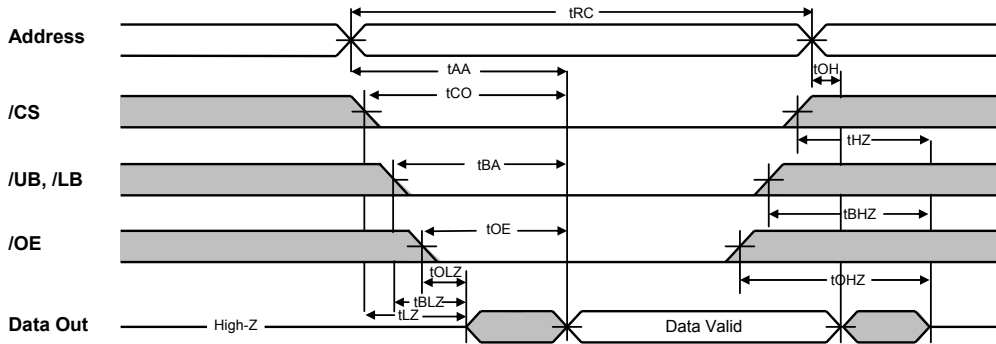 tRC
Address
tAA
tOH
tCO
/CS
tHZ
tBA
/UB, /LB
tBHZ
tOE
/OE
tOLZ
tOHZ
tBLZ
tLZ
Data Out
High-Z
Data Valid